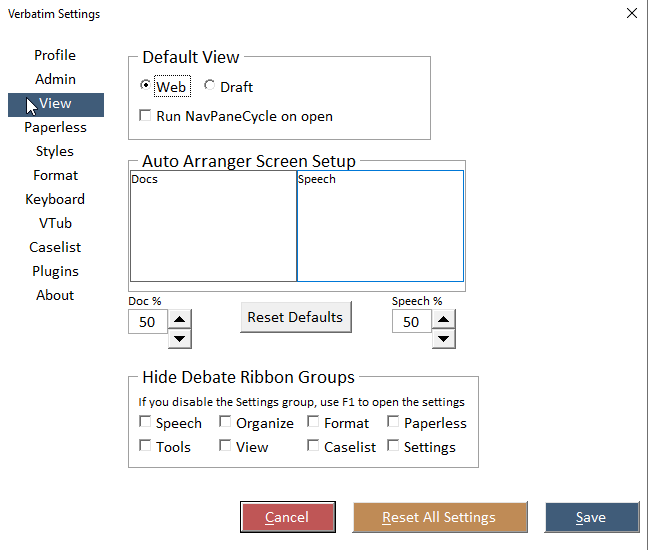 Verbatim Settings
Profile
Admin
View
Paperless
Styles
Format
Keyboard
VTub
Caselist
Plugins
About
Default View
Web Draft
Run NavPaneCycle on open
Auto Arranger Screen Setup
Docs Speech
Doc % Speech %
50 Reset Defaults 50
Hide Debate Ribbon Groups
If you disable the Settings group, use F1 to open the settings
Speech Organize Format Paperless
Tools View Caselist Settings
Cancel Reset All Settings Save